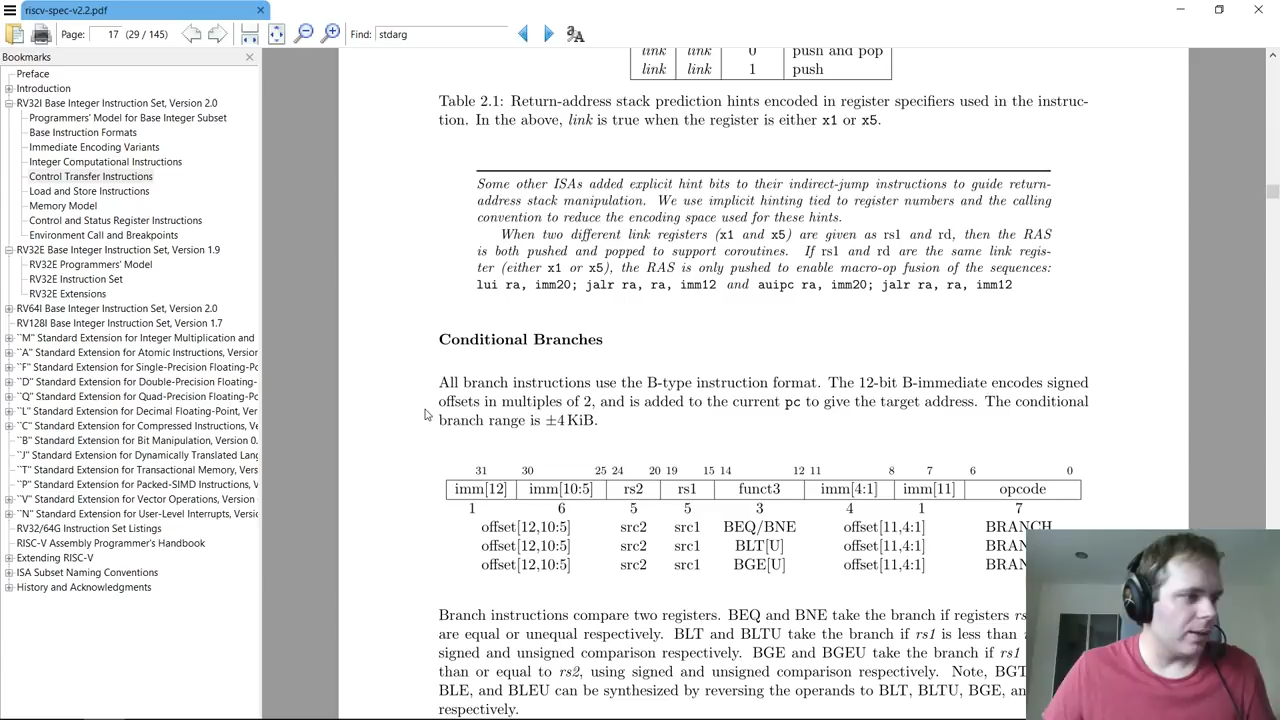 riscv-spec-v2.2.pdf
Page: 17 (29 / 145) Find: stdarg
Bookmarks
Preface
Introduction
RV32I Base Integer Instruction Set, Version 2.0
Programmers' Model for Base Integer Subset
Base Instruction Formats
Immediate Encoding Variants
Integer Computational Instructions
Control Transfer Instructions
Load and Store Instructions
Memory Model
Control and Status Register Instructions
Environment Call and Breakpoints
RV32E Base Integer Instruction Set, Version 1.9
RV32E Programmers' Model
RV32E Instruction Set
RV32E Extensions
RV64I Base Integer Instruction Set, Version 2.0
RV128I Base Integer Instruction Set, Version 1.7
``M'' Standard Extension for Integer Multiplication and
``A'' Standard Extension for Atomic Instructions, Versior
``F'' Standard Extension for Single-Precision Floating-Po
``D'' Standard Extension for Double-Precision Floating-
``Q'' Standard Extension for Quad-Precision Floating-Po
``L'' Standard Extension for Decimal Floating-Point, Ver
``C'' Standard Extension for Compressed Instructions, Ve
``B'' Standard Extension for Bit Manipulation, Version 0.
``J'' Standard Extension for Dynamically Translated Lang
``T'' Standard Extension for Transactional Memory, Vers
``P'' Standard Extension for Packed-SIMD Instructions, V
``V'' Standard Extension for Vector Operations, Version
``N'' Standard Extension for User-Level Interrupts, Version
RV32/64G Instruction Set Listings
RISC-V Assembly Programmer's Handbook
Extending RISC-V
ISA Subset Naming Conventions
History and Acknowledgments
link link 0 push and pop
link link 1 push
Table 2.1: Return-address stack prediction hints encoded in register specifiers used in the instruc-
tion. In the above, link is true when the register is either x1 or x5.
Some other ISAs added explicit hint bits to their indirect-jump instructions to guide return-
address stack manipulation. We use implicit hinting tied to register numbers and the calling
convention to reduce the encoding space used for these hints.
When two different link registers (x1 and x5) are given as rs1 and rd, then the RAS
is both pushed and popped to support coroutines. If rs1 and rd are the same link regis-
ter (either x1 or x5), the RAS is only pushed to enable macro-op fusion of the sequences:
lui ra, imm20; jalr ra, ra, imm12 and auipc ra, imm20; jalr ra, ra, imm12
Conditional Branches
All branch instructions use the B-type instruction format. The 12-bit B-immediate encodes signed
offsets in multiples of 2, and is added to the current pc to give the target address. The conditional
branch range is ±4 KiB.
31 30 25 24 20 19 15 14 12 11 8 7 6 0
imm[12] imm[10:5] rs2 rs1 funct3 imm[4:1] imm[11] opcode
1 6 5 5 3 4 1 7
offset[12,10:5] src2 src1 BEQ/BNE offset[11,4:1] BRANCH
offset[12,10:5] src2 src1 BLT[U] offset[11,4:1] BRAN
offset[12,10:5] src2 src1 BGE[U] offset[11,4:1] BRAN
Branch instructions compare two registers. BEQ and BNE take the branch if registers rs
are equal or unequal respectively. BLT and BLTU take the branch if rs1 is less than
signed and unsigned comparison respectively. BGE and BGEU take the branch if rs1
than or equal to rs2, using signed and unsigned comparison respectively. Note, BGT
BLE, and BLEU can be synthesized by reversing the operands to BLT, BLTU, BGE, an
respectively.